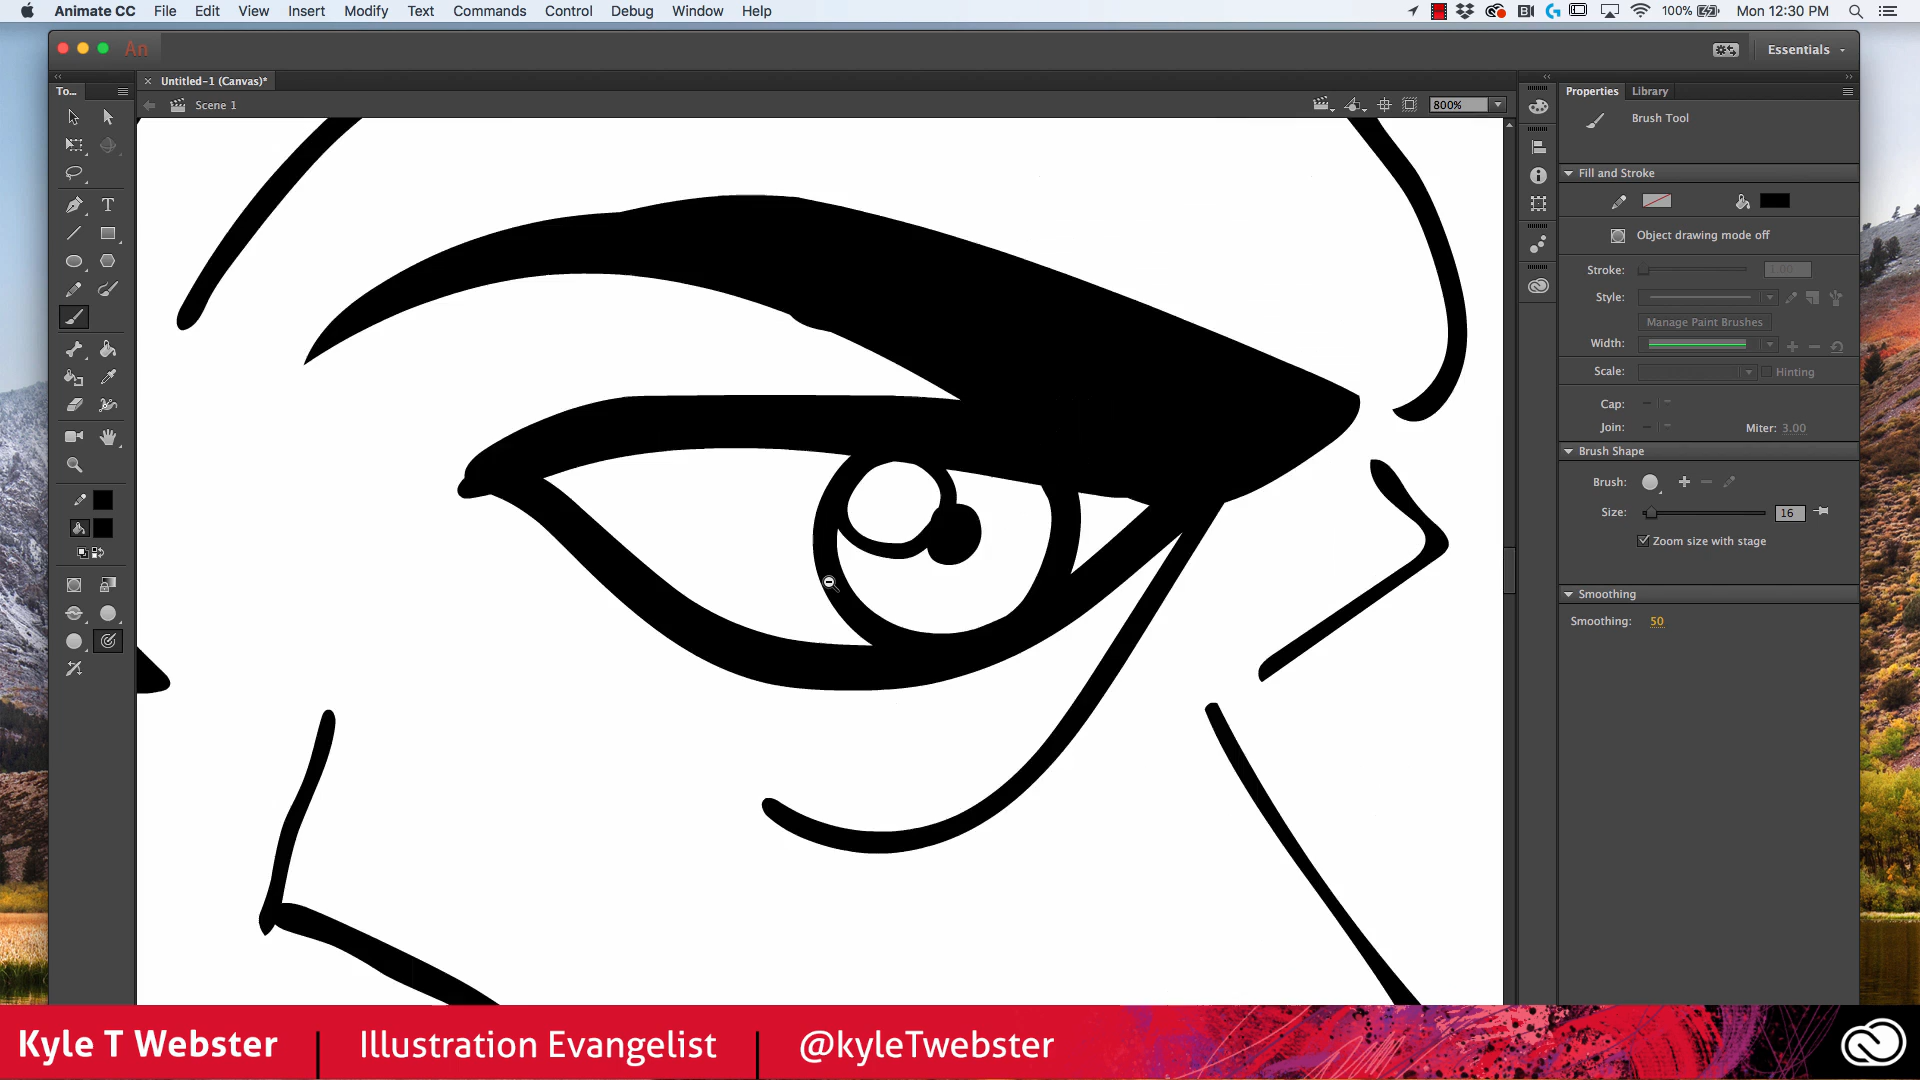 Animate CC File Edit View Insert Modify Text Commands Control Debug Window Help 100% Mon 12:30 PM
An Essentials
To... × Untitled-1 (Canvas)* Properties Library
Scene 1 800%
Brush Tool
Fill and Stroke
Object drawing mode off
Stroke: 1.00
Style:
Manage Paint Brushes
Width:
Scale: Hinting
Cap:
Join: Miter: 3.00
Brush Shape
Brush:
Size: 16
Zoom size with stage
Smoothing
Smoothing: 50
Kyle T Webster | Illustration Evangelist | @kyleTwebster